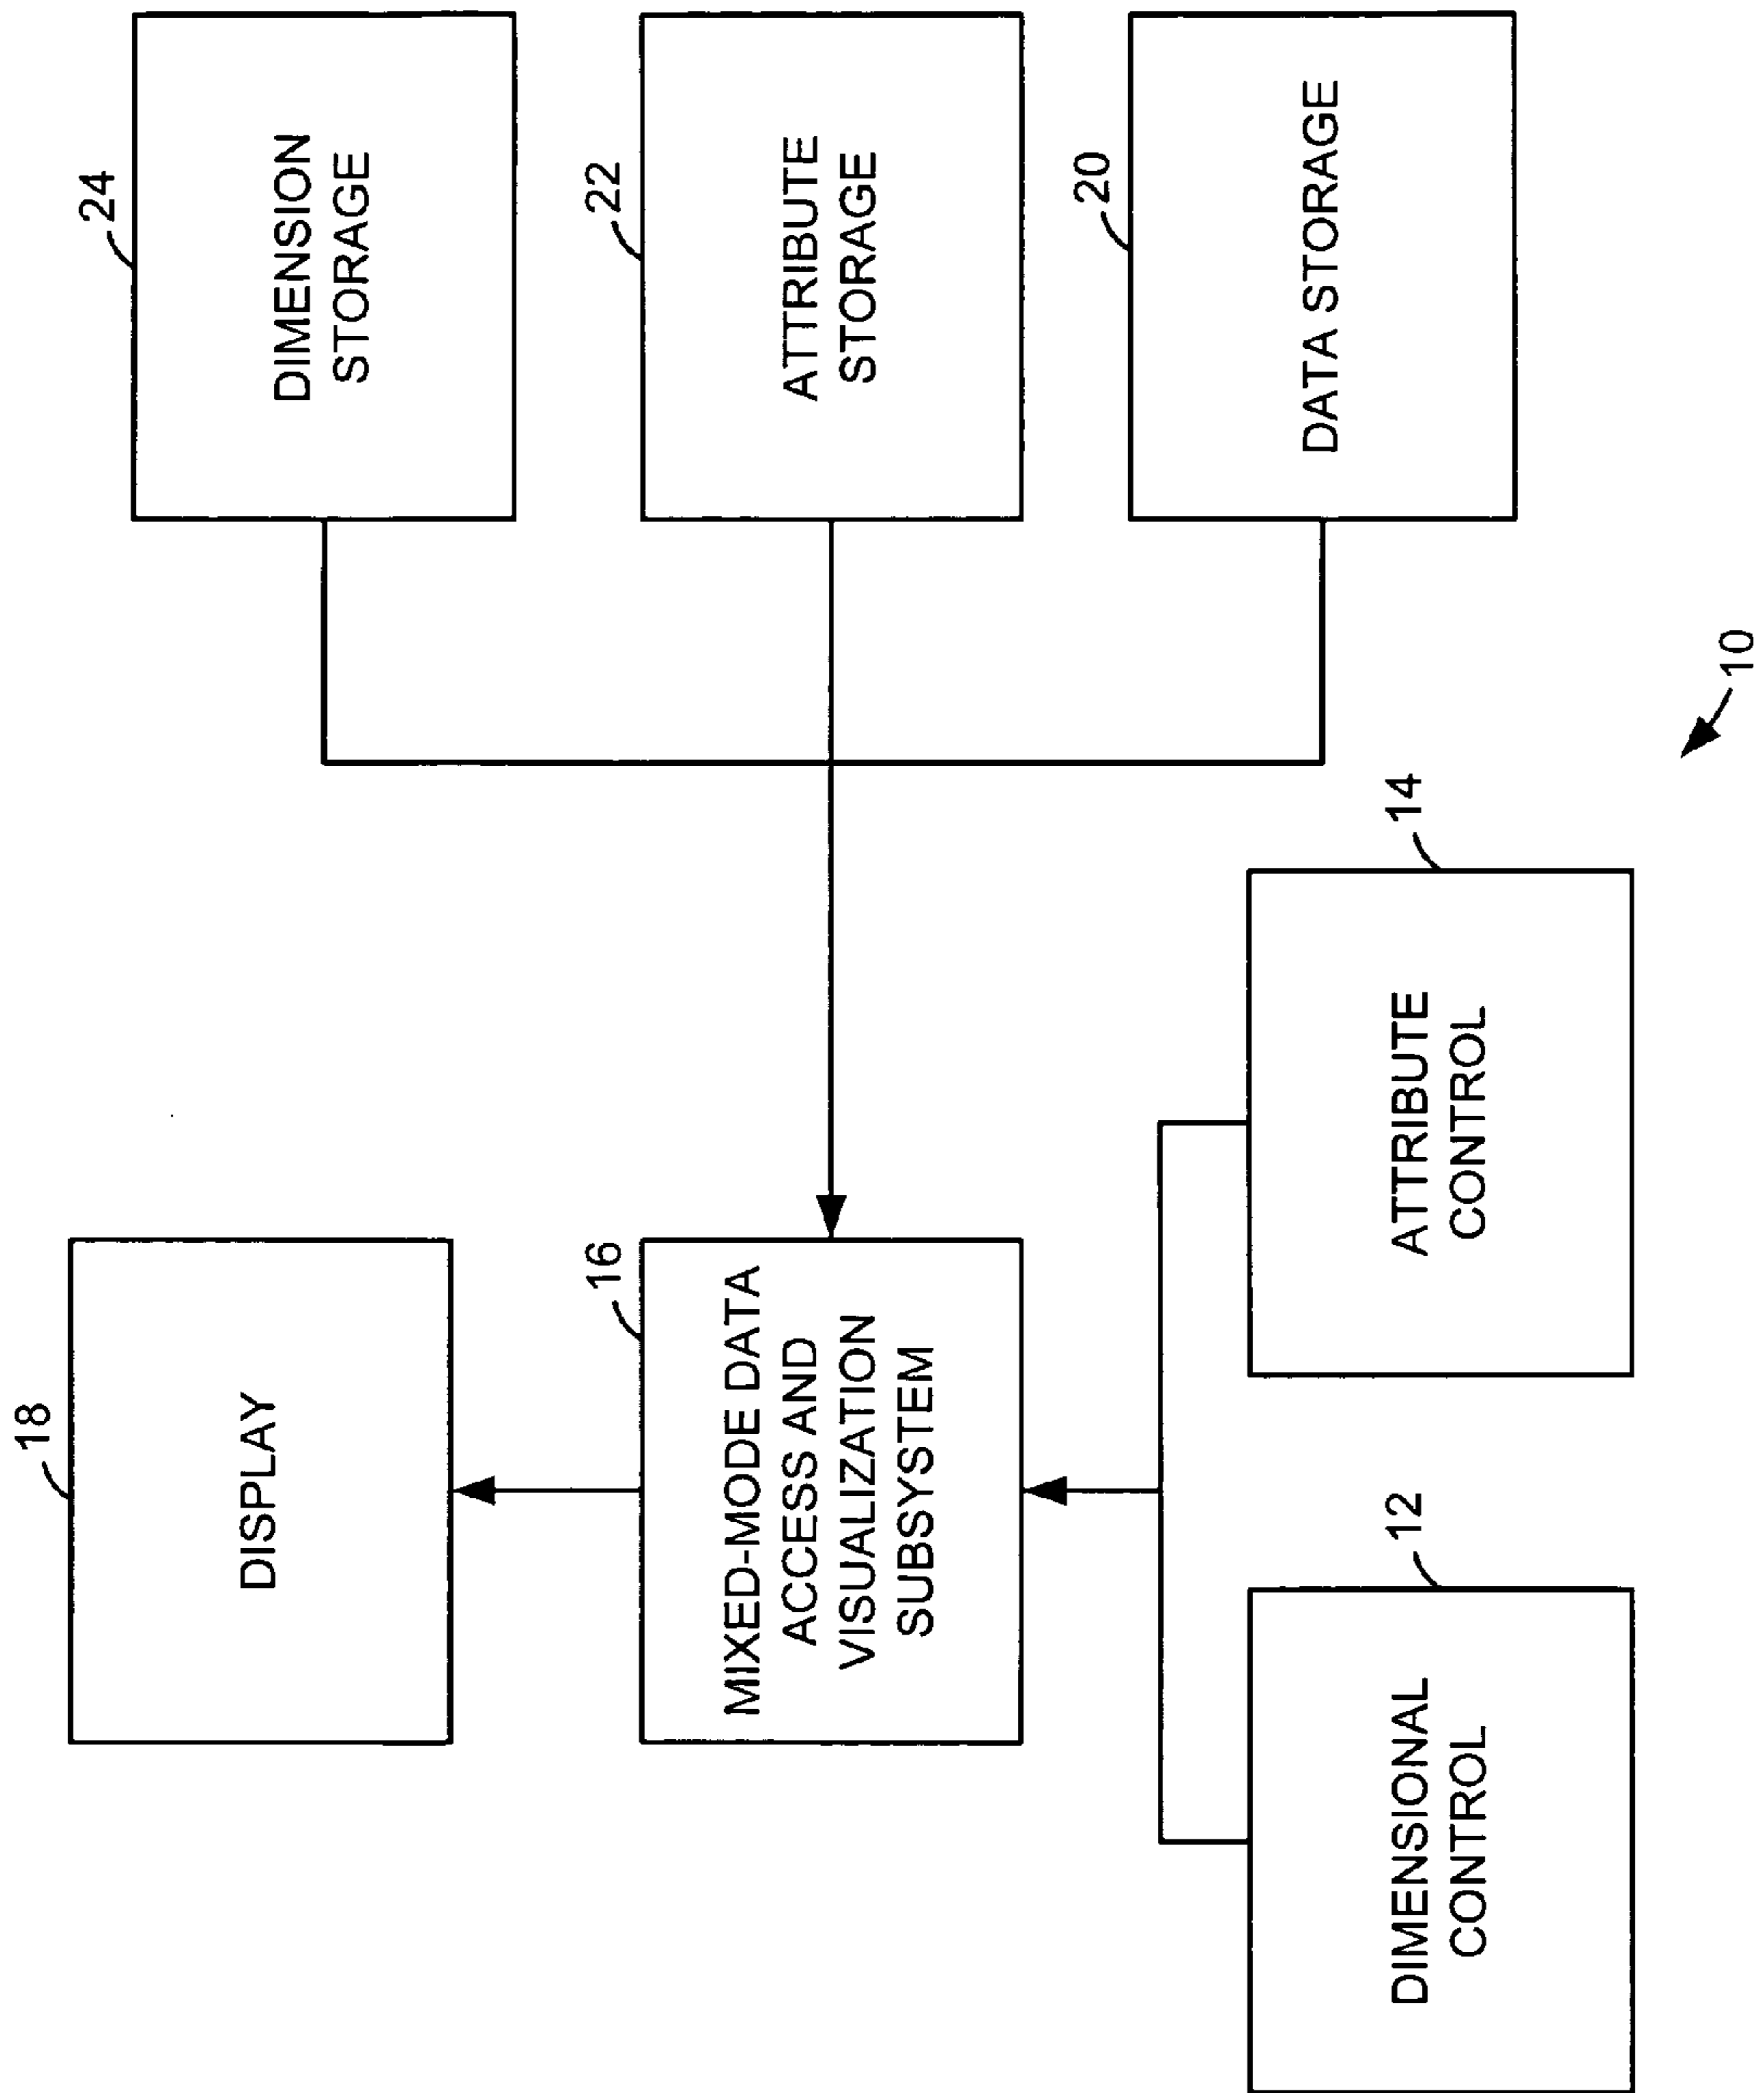 18
DISPLAY
24
DIMENSION
STORAGE
16
MIXED-MODE DATA
ACCESS AND
VISUALIZATION
SUBSYSTEM
22
ATTRIBUTE
STORAGE
12
DIMENSIONAL
CONTROL
14
ATTRIBUTE
CONTROL
20
DATA STORAGE
10